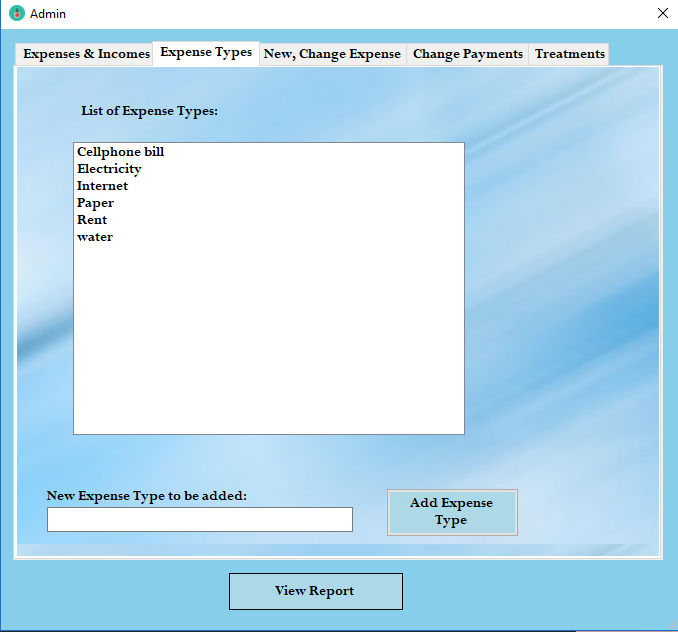 Admin
Expenses & Incomes
Expense Types
New, Change Expense
Change Payments
Treatments
List of Expense Types:
Cellphone bill
Electricity
Internet
Paper
Rent
water
New Expense Type to be added:
Add Expense
Type
View Report